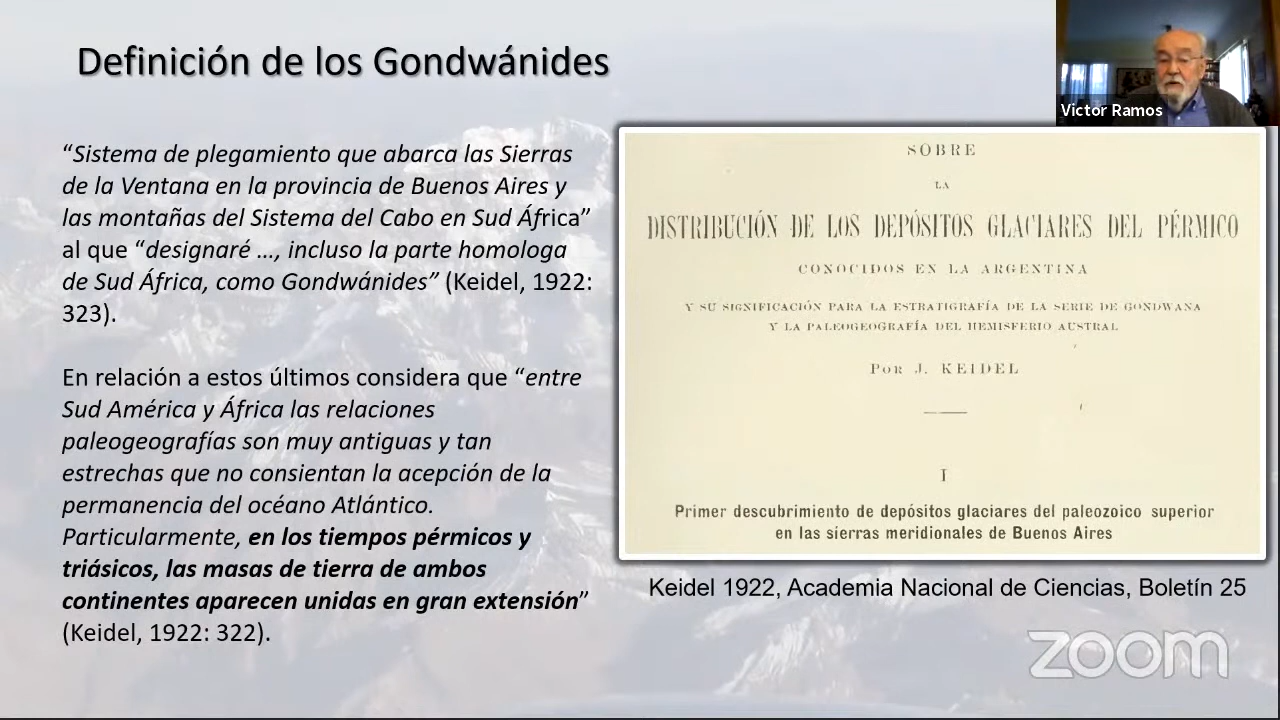 Definición de los Gondwánides
Victor Ramos
“Sistema de plegamiento que abarca las Sierras
de la Ventana en la provincia de Buenos Aires y
las montañas del Sistema del Cabo en Sud África”
al que “designaré …, incluso la parte homologa
de Sud África, como Gondwánides” (Keidel, 1922:
323).
En relación a estos últimos considera que “entre
Sud América y África las relaciones
paleogeografías son muy antiguas y tan
estrechas que no consientan la acepción de la
permanencia del océano Atlántico.
Particularmente, en los tiempos pérmicos y
triásicos, las masas de tierra de ambos
continentes aparecen unidas en gran extensión”
(Keidel, 1922: 322).
SOBRE
LA
DISTRIBUCIÓN DE LOS DEPÓSITOS GLACIARES DEL PÉRMICO
CONOCIDOS EN LA ARGENTINA
Y SU SIGNIFICACIÓN PARA LA ESTRATIGRAFÍA DE LA SERIE DE GONDWANA
Y LA PALEOGEOGRAFÍA DEL HEMISFERIO AUSTRAL
POR J. KEIDEL
I
Primer descubrimiento de depósitos glaciares del paleozoico superior
en las sierras meridionales de Buenos Aires
Keidel 1922, Academia Nacional de Ciencias, Boletín 25
zoom